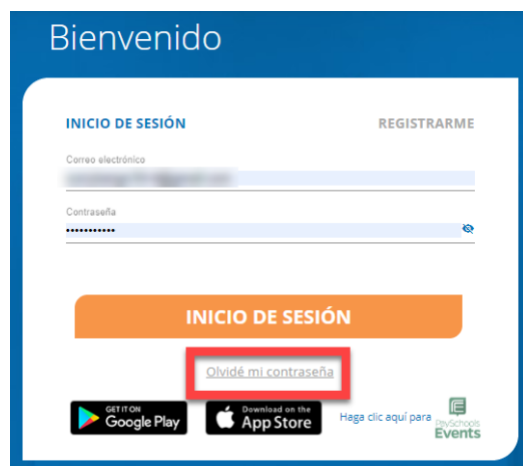 Bienvenido
INICIO DE SESIÓN
REGISTRARME
Correo electrónico
Contraseña
INICIO DE SESIÓN
Olvidé mi contraseña
GET IT ON
Google Play
Download on the
App Store
Haga clic aquí para
PaySchools
Events